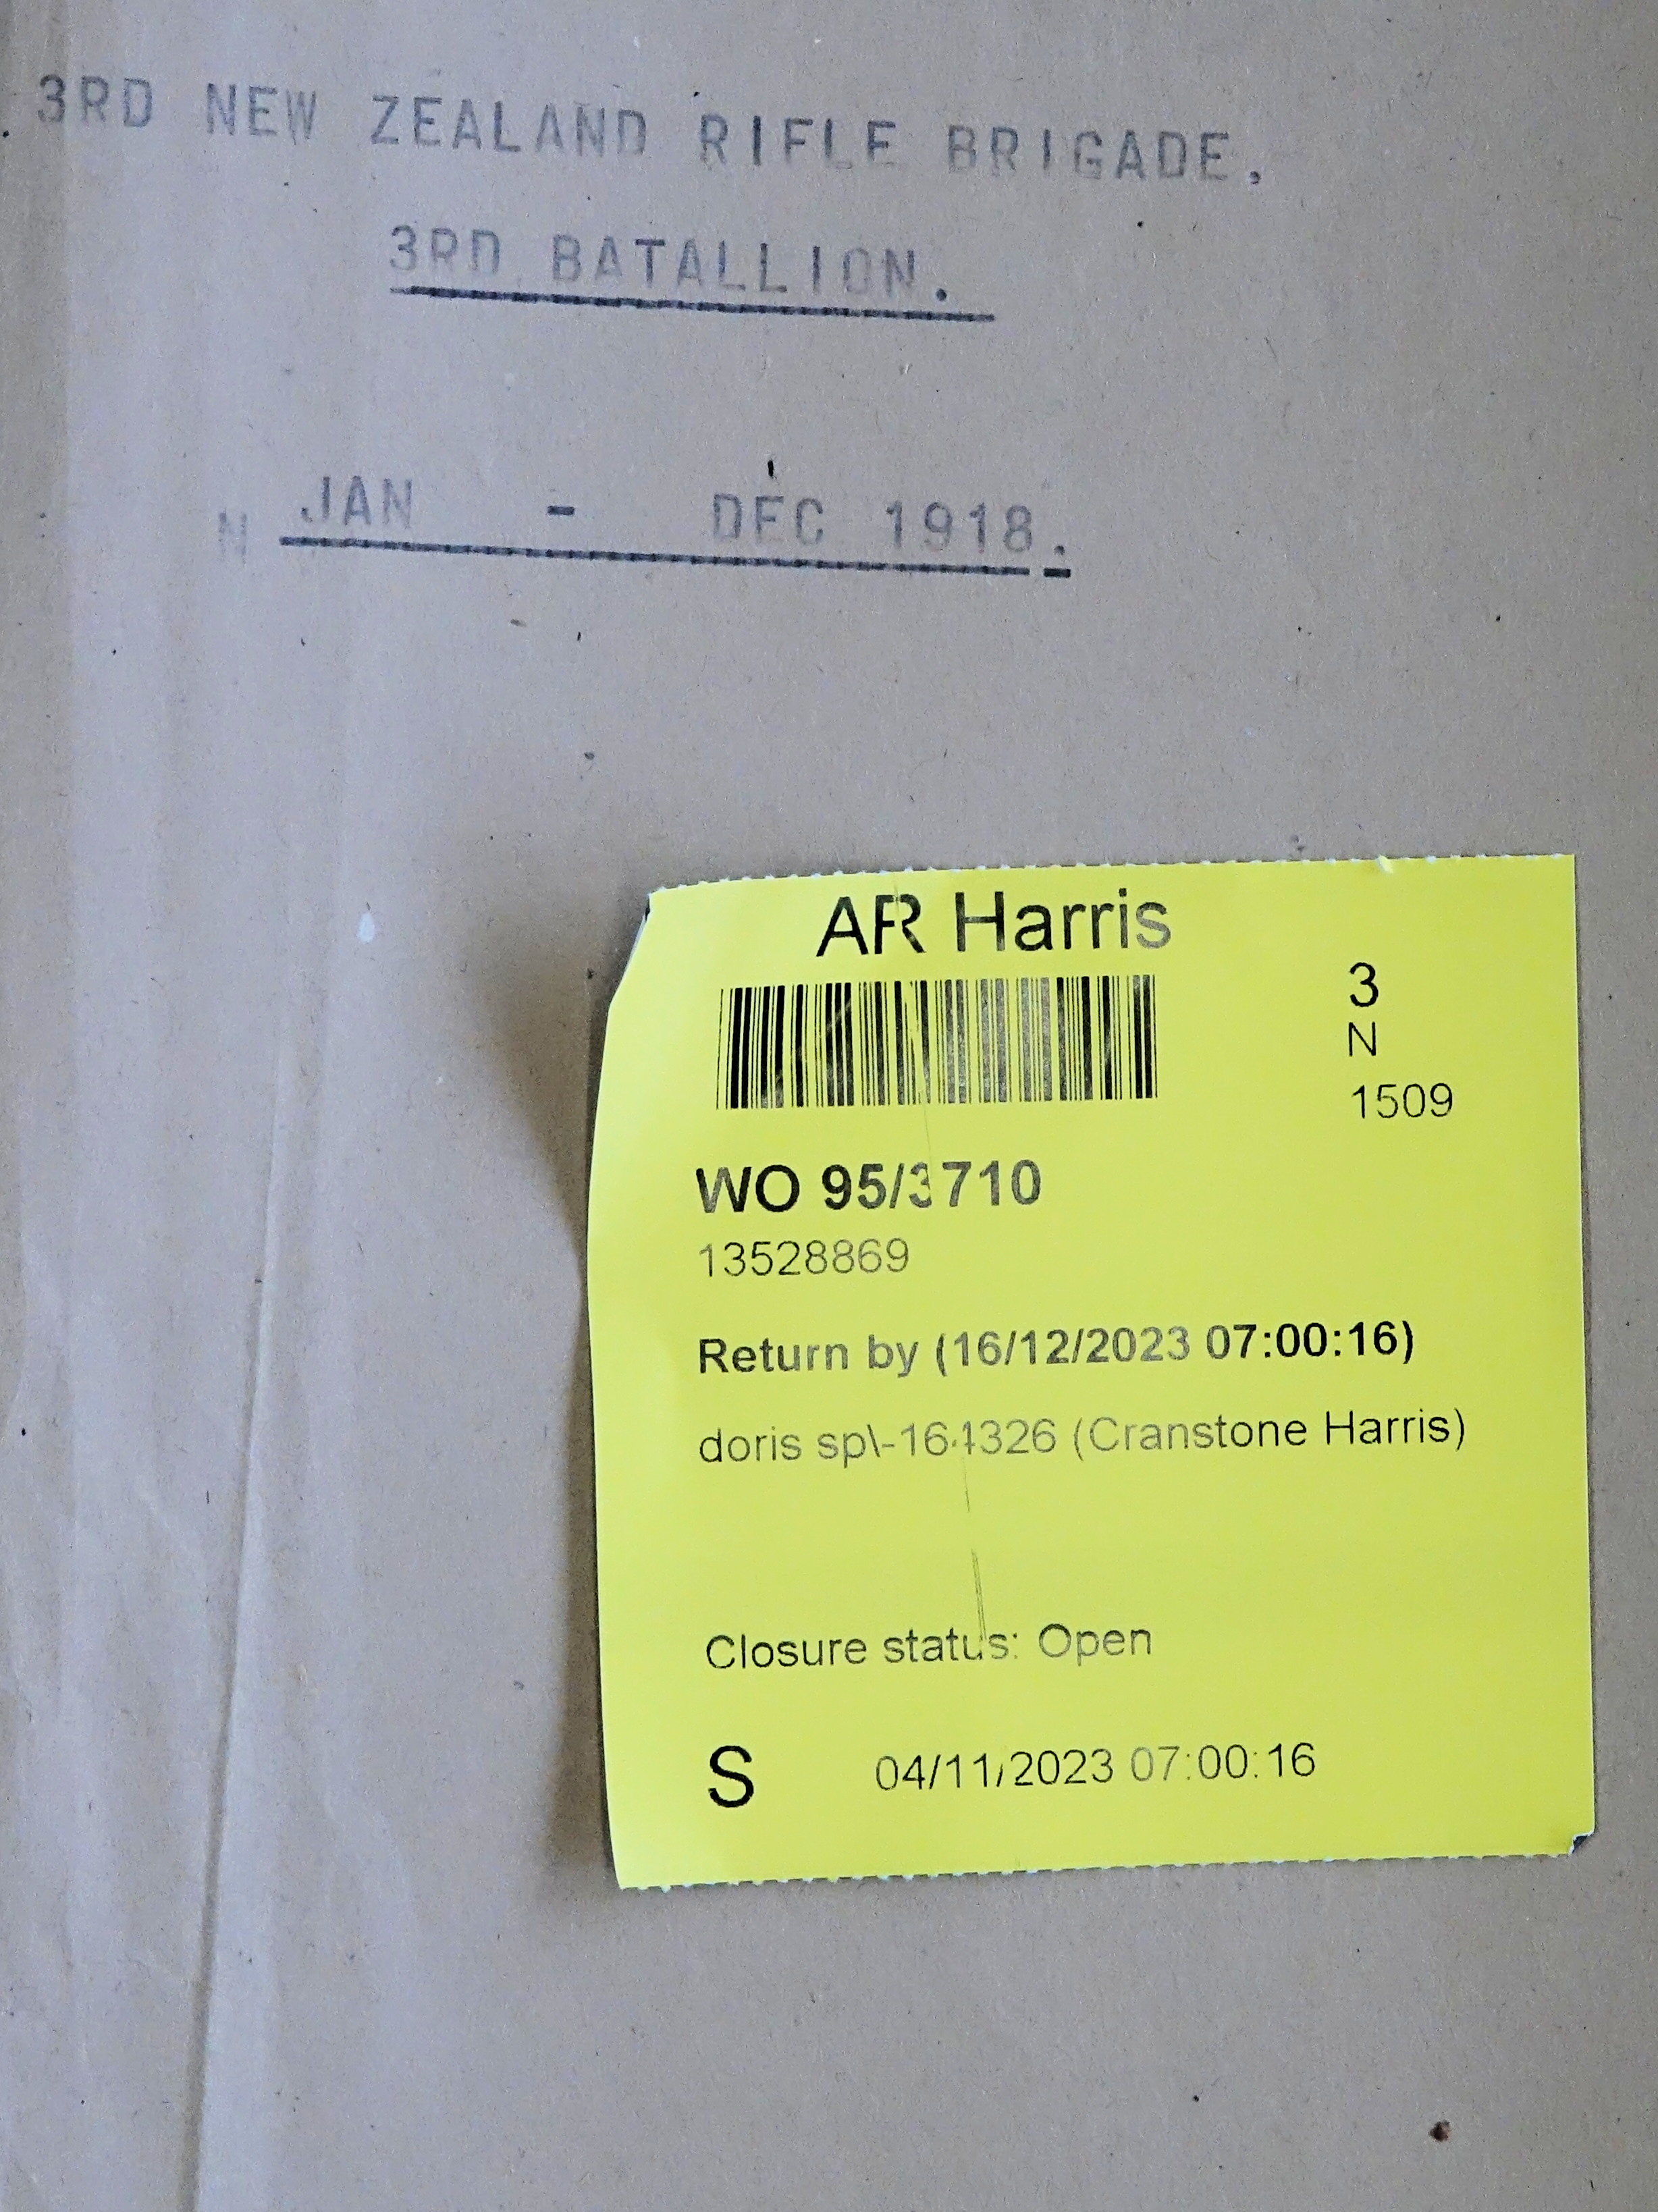 3RD NEW ZEALAND RIFLE BRIGADE.
3RD BATALLION.
N JAN - DEC 1918.
AR Harris
3
N
1509
WO 95/3710
13528869
Return by (16/12/2023 07:00:16)
doris sp\-164326 (Cranstone Harris)
Closure status: Open
S 04/11/2023 07:00:16